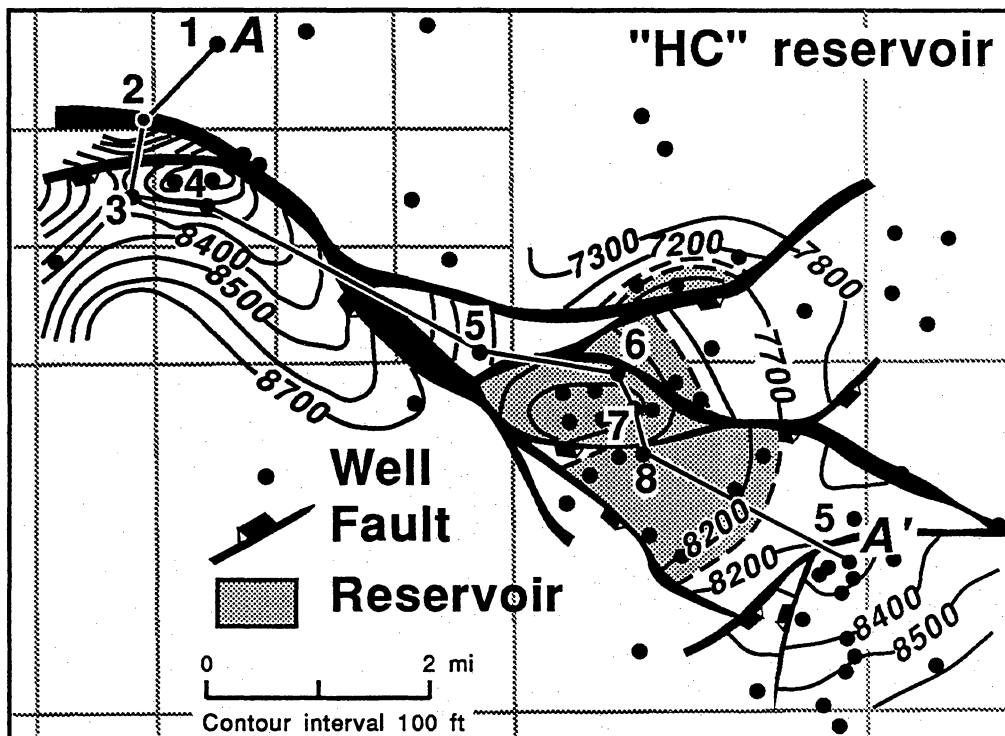 "HC" reservoir
1 A
2
3
4
8400
8500
8700
7300 7200
7800
7700
5
6
7
8
8200
8200
5 A'
8400
8500
Well
Fault
Reservoir
0 2 mi
Contour interval 100 ft